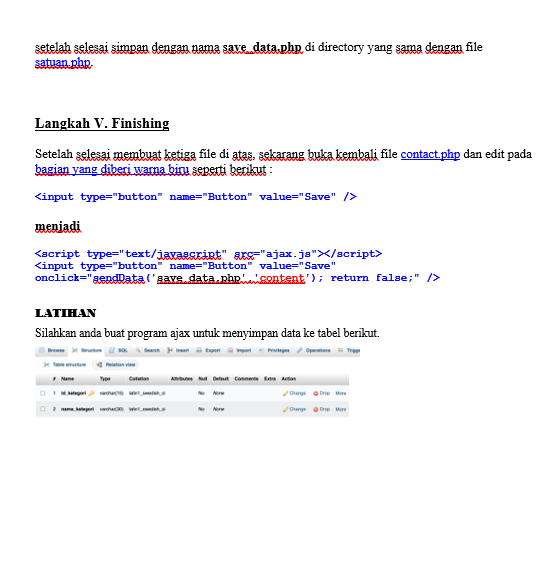 setelah selesai simpan dengan nama save_data.php di directory yang sama dengan file
satuan.php.
Langkah V. Finishing
Setelah selesai membuat ketiga file di atas, sekarang buka kembali file contact.php dan edit pada
bagian yang diberi warna biru seperti berikut :
<input type="button" name="Button" value="Save" />
menjadi
<script type="text/javascript" src="ajax.js"></script>
<input type="button" name="Button" value="Save"
onclick="sendData('save_data.php','content'); return false;" />
LATIHAN
Silahkan anda buat program ajax untuk menyimpan data ke tabel berikut.
Browse Structure SQL Search Insert Export Import Privileges Operations Trigg
Table structure Relation view
# Name Type Collation Attributes Null Default Comments Extra Action
1 id_kategori varchar(15) latin1_swedish_ci No None Change Drop More
2 nama_kategori varchar(30) latin1_swedish_ci No None Change Drop More